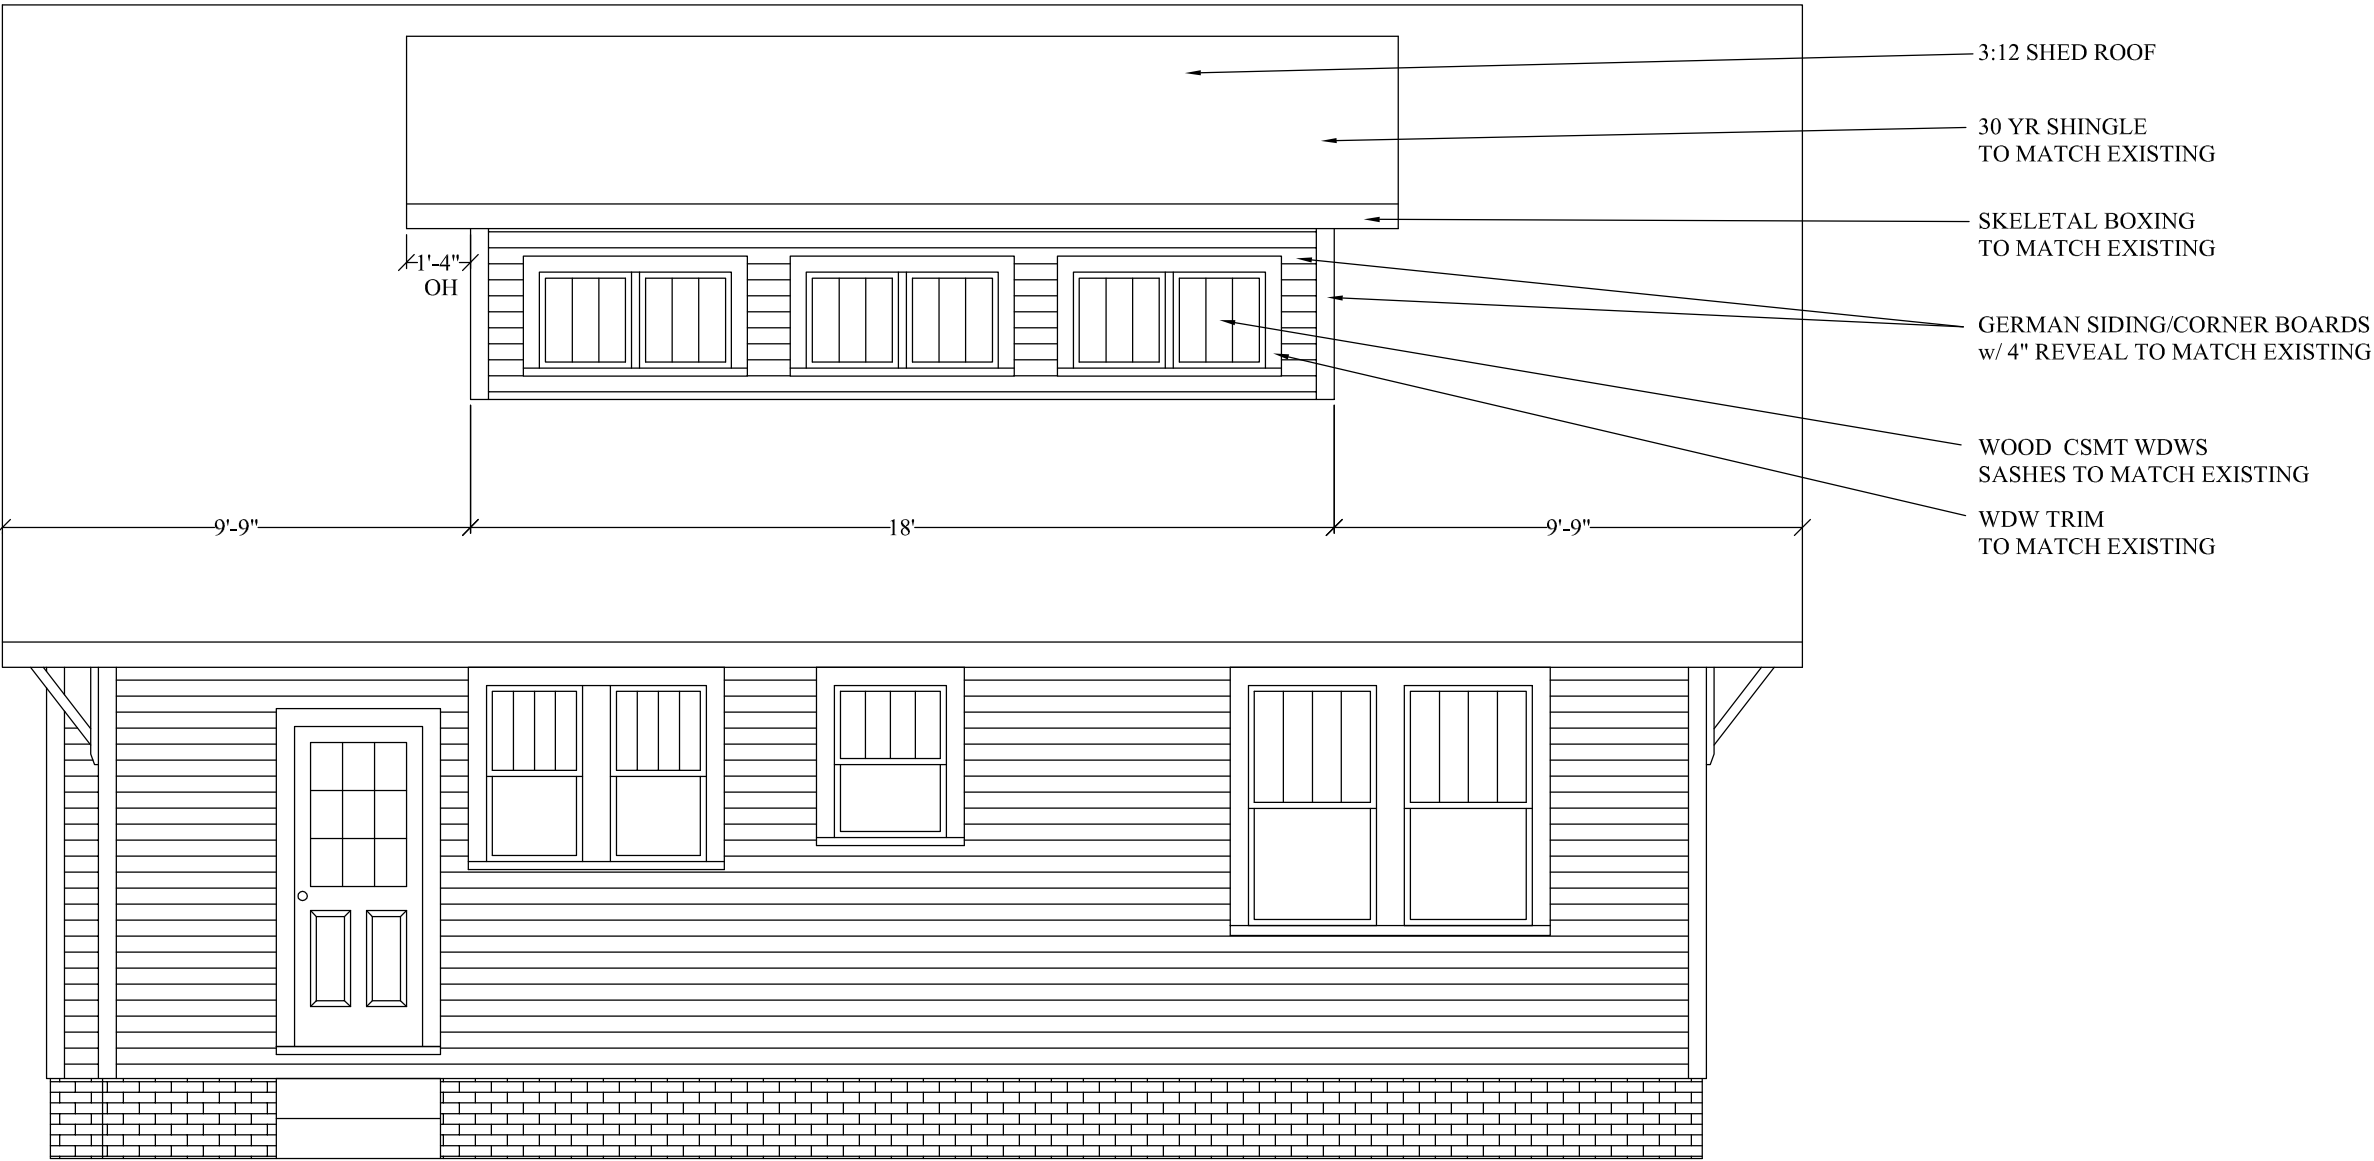 3:12 SHED ROOF
30 YR SHINGLE
TO MATCH EXISTING
SKELETAL BOXING
TO MATCH EXISTING
1'-4"
OH
GERMAN SIDING/CORNER BOARDS
w/ 4" REVEAL TO MATCH EXISTING
WOOD CSMT WDWS
SASHES TO MATCH EXISTING
9'-9"
18'
9'-9"
WDW TRIM
TO MATCH EXISTING